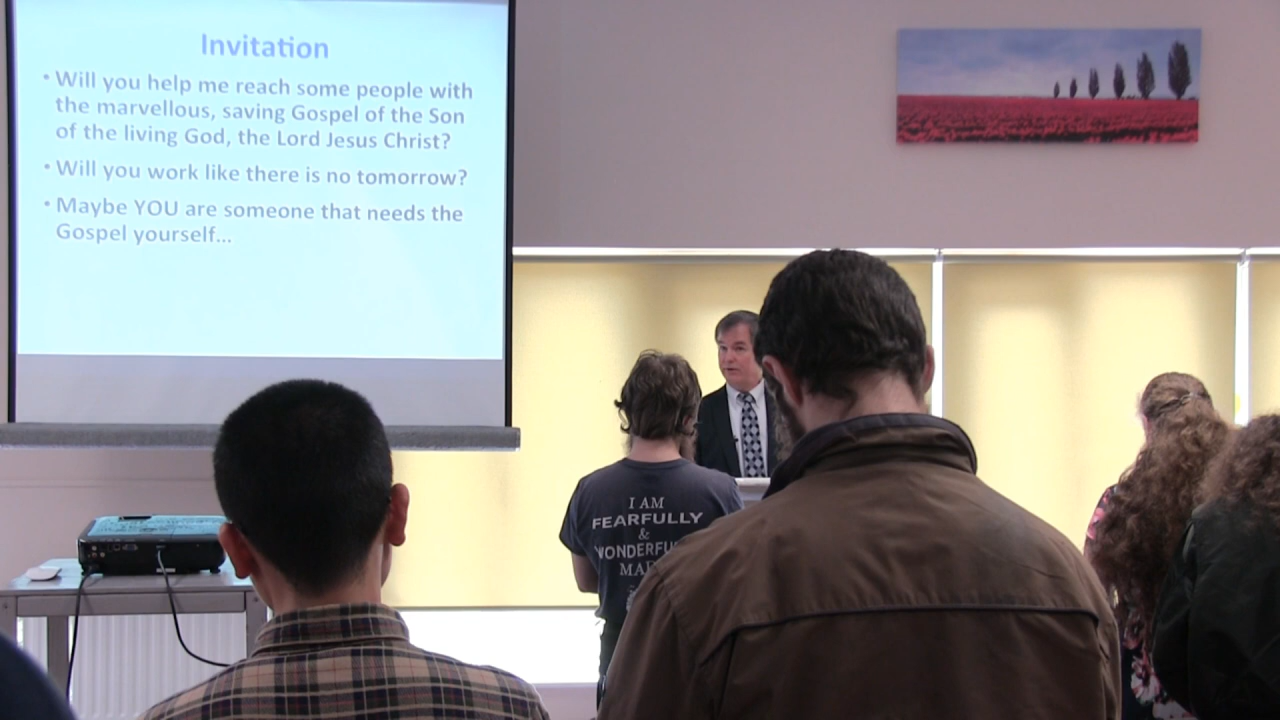 Invitation
• Will you help me reach some people with
the marvellous, saving Gospel of the Son
of the living God, the Lord Jesus Christ?
• Will you work like there is no tomorrow?
• Maybe YOU are someone that needs the
Gospel yourself...
I AM
FEARFULLY
&